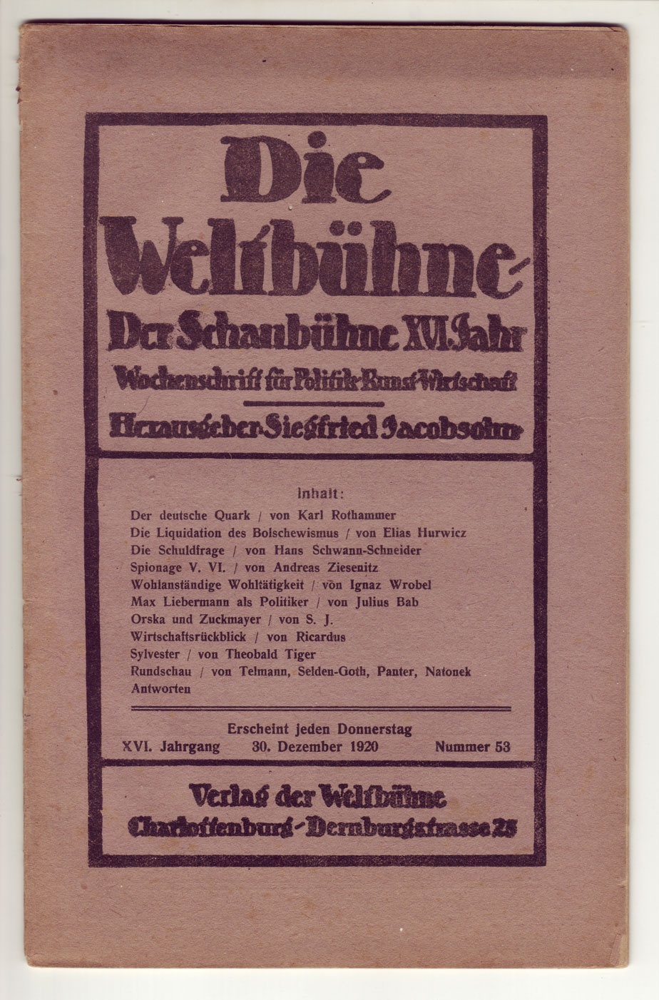 Die
Weltbühne
Der Schaubühne XVI. Jahr
Wochenschrift für Politik-Kunst-Wirtschaft
Herausgeber-Siegfried Jacobsohn
Inhalt:
Der deutsche Quark / von Karl Rothammer
Die Liquidation des Bolschewismus / von Elias Hurwicz
Die Schuldfrage / von Hans Schwann-Schneider
Spionage V. VI. / von Andreas Ziesenitz
Wohlanständige Wohltätigkeit / von Ignaz Wrobel
Max Liebermann als Politiker / von Julius Bab
Orska und Zuckmayer / von S. J.
Wirtschaftsrückblick / von Ricardus
Sylvester / von Theobald Tiger
Rundschau / von Telmann, Selden-Goth, Panter, Natonek
Antworten
Erscheint jeden Donnerstag
XVI. Jahrgang 30. Dezember 1920 Nummer 53
Verlag der Weltbühne
Charlottenburg-Dernburgstrasse 25